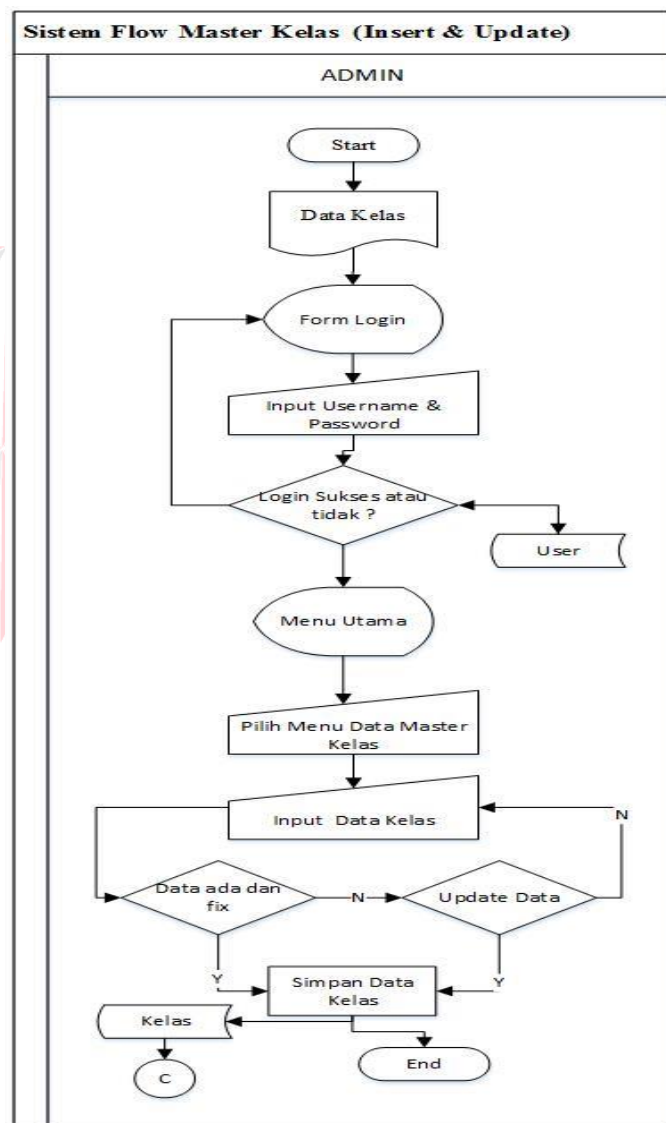 Sistem Flow Master Kelas (Insert & Update)
ADMIN
Start
Data Kelas
Form Login
Input Username &
Password
Login Sukses atau
tidak ?
User
Menu Utama
Pilih Menu Data Master
Kelas
Input Data Kelas
N
Data ada dan
fix
N
Update Data
Y
Y
Simpan Data
Kelas
Kelas
End
C